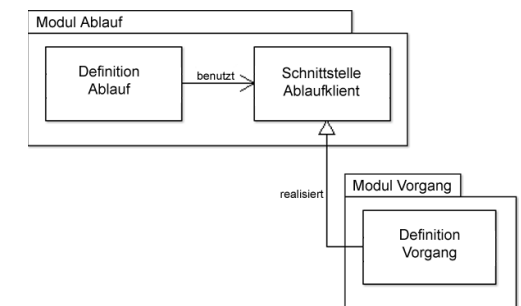 Modul Ablauf
Definition
Ablauf
benutzt
Schnittstelle
Ablaufklient
realisiert
Modul Vorgang
Definition
Vorgang